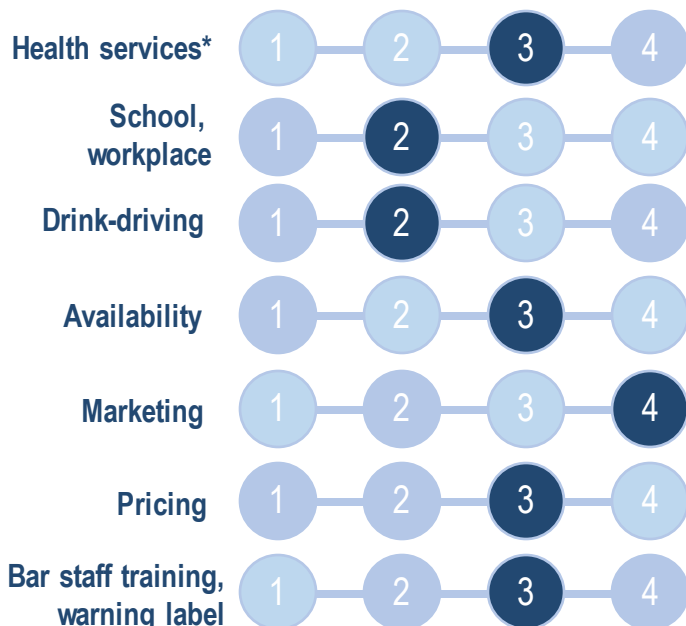 Health services* 1 2 3 4
School,
workplace 1 2 3 4
Drink-driving 1 2 3 4
Availability 1 2 3 4
Marketing 1 2 3 4
Pricing 1 2 3 4
Bar staff training,
warning label 1 2 3 4